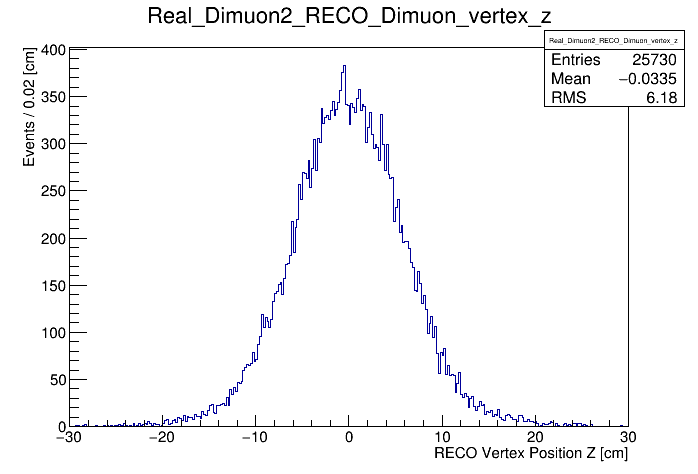 Real_Dimuon2_RECO_Dimuon_vertex_z
Real_Dimuon2_RECO_Dimuon_vertex_z
Entries 25730
Mean −0.0335
RMS 6.18
Events / 0.02 [cm]
400
350
300
250
200
150
100
50
0
−30 −20 −10 0 10 20 30
RECO Vertex Position Z [cm]